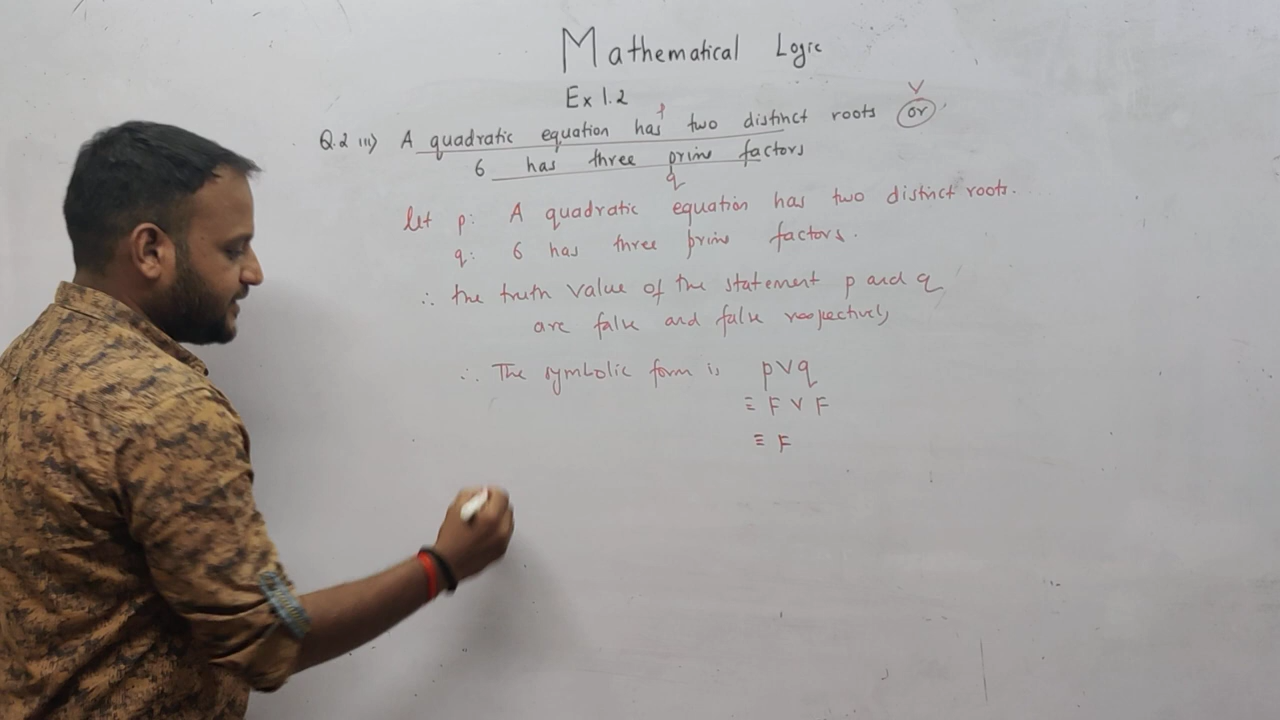 Mathematical Logic
Ex 1.2
Q.2 iii) A quadratic equation has two distinct roots or
p
∨
6 has three prime factors
q
let p: A quadratic equation has two distinct roots.
q: 6 has three prime factors.
∴ the truth value of the statement p and q
are false and false respectively
∴ The symbolic form is p∨q
≡ F ∨ F
≡ F